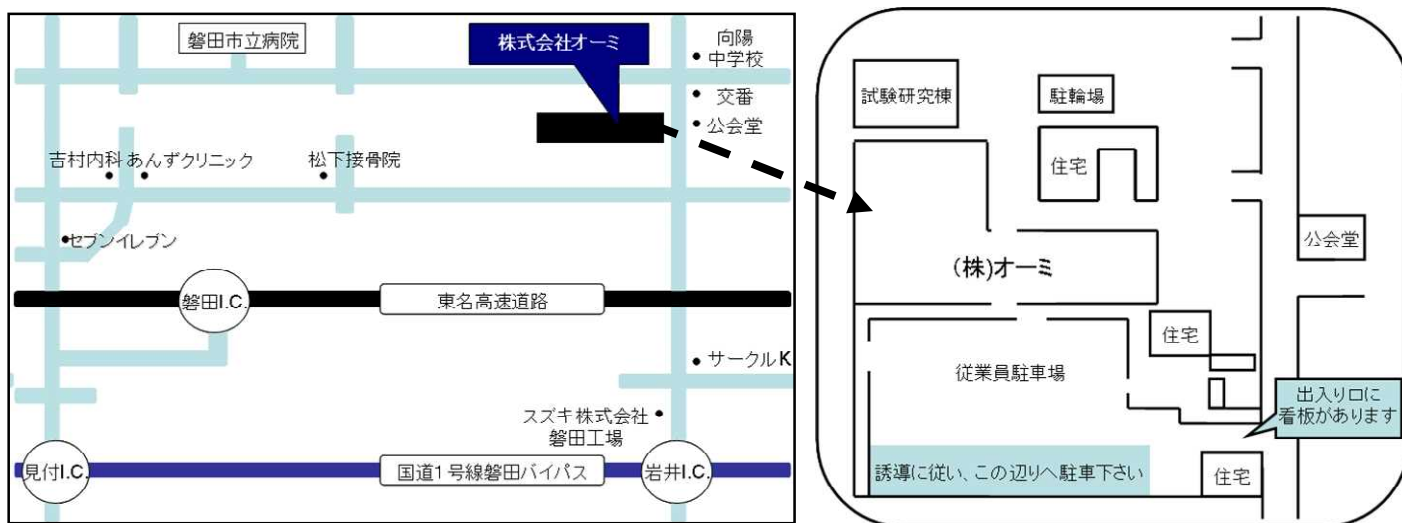 磐田市立病院
株式会社オーミ
向陽
中学校
交番
公会堂
吉村内科
あんずクリニック
松下接骨院
セブンイレブン
磐田I.C.
東名高速道路
サークルK
スズキ株式会社
磐田工場
見付I.C.
国道1号線磐田バイパス
岩井I.C.
試験研究棟
駐輪場
住宅
公会堂
(株)オーミ
住宅
従業員駐車場
出入り口に
看板があります
誘導に従い、この辺りへ駐車下さい
住宅